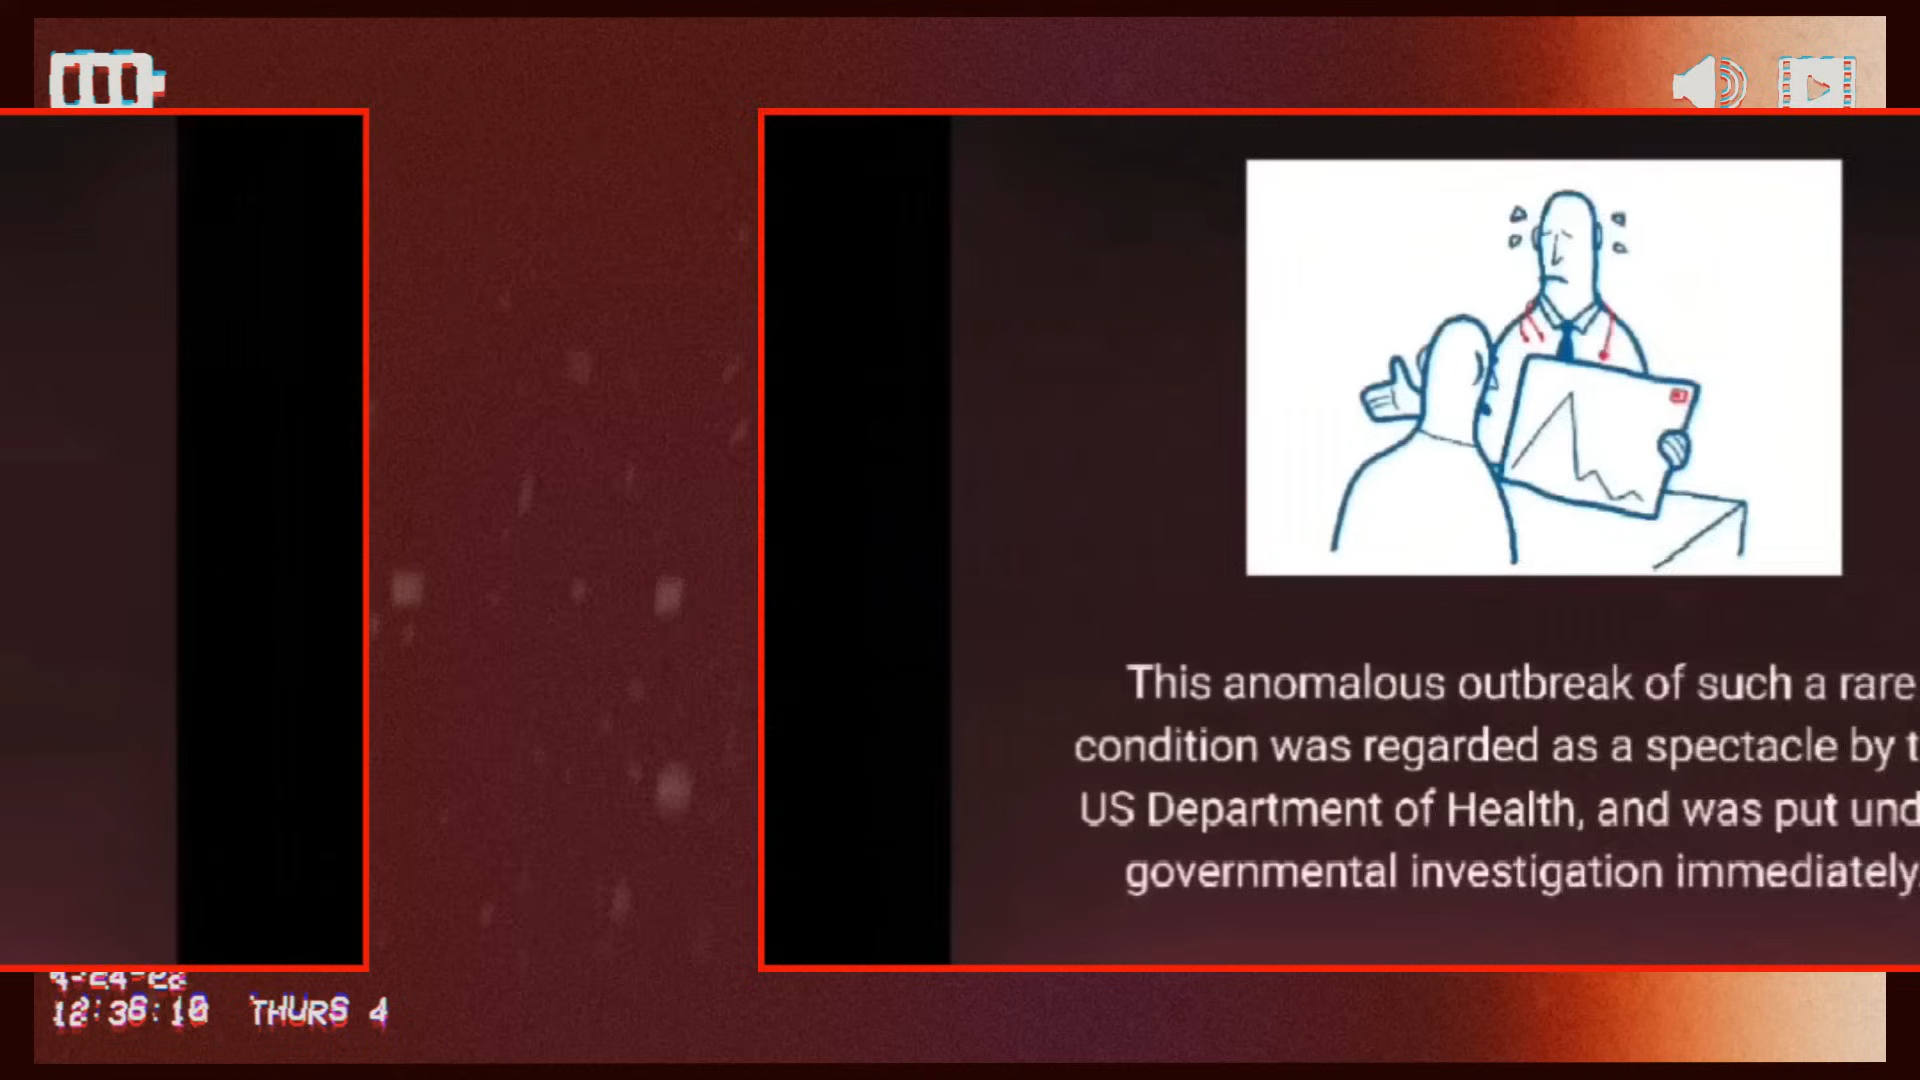 This anomalous outbreak of such a rare
condition was regarded as a spectacle by t
US Department of Health, and was put und
governmental investigation immediately.
12:36:10 THURS 4